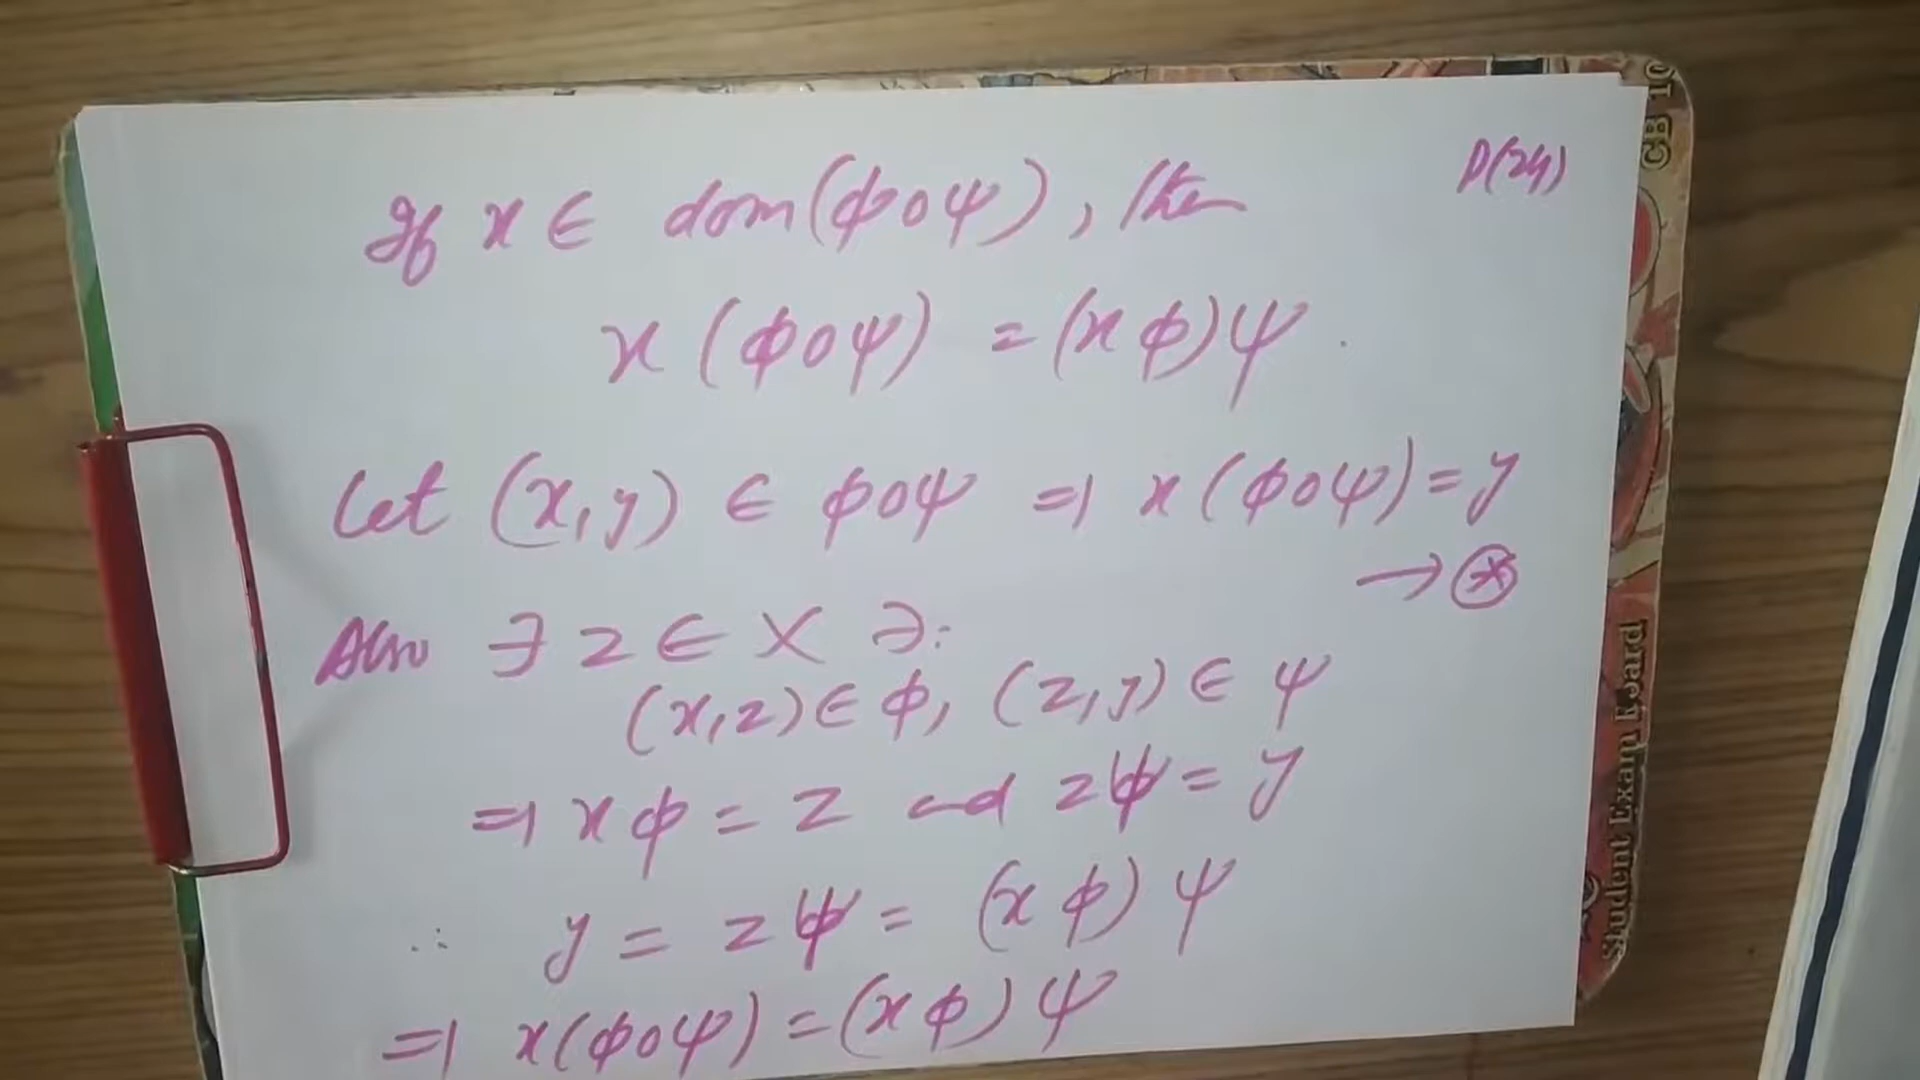 P(24)
If x ∈ dom(ϕoψ), then
x (ϕoψ) = (xϕ)ψ.
Let (x,y) ∈ ϕoψ ⇒ x(ϕoψ) = y
→ ⊛
Also ∃ z ∈ X ∋:
(x,z) ∈ ϕ, (z,y) ∈ ψ
⇒ xϕ = z and zψ = y
∴ y = zψ = (xϕ)ψ
⇒ x(ϕoψ) = (xϕ)ψ
CB 10
Student Exam Board